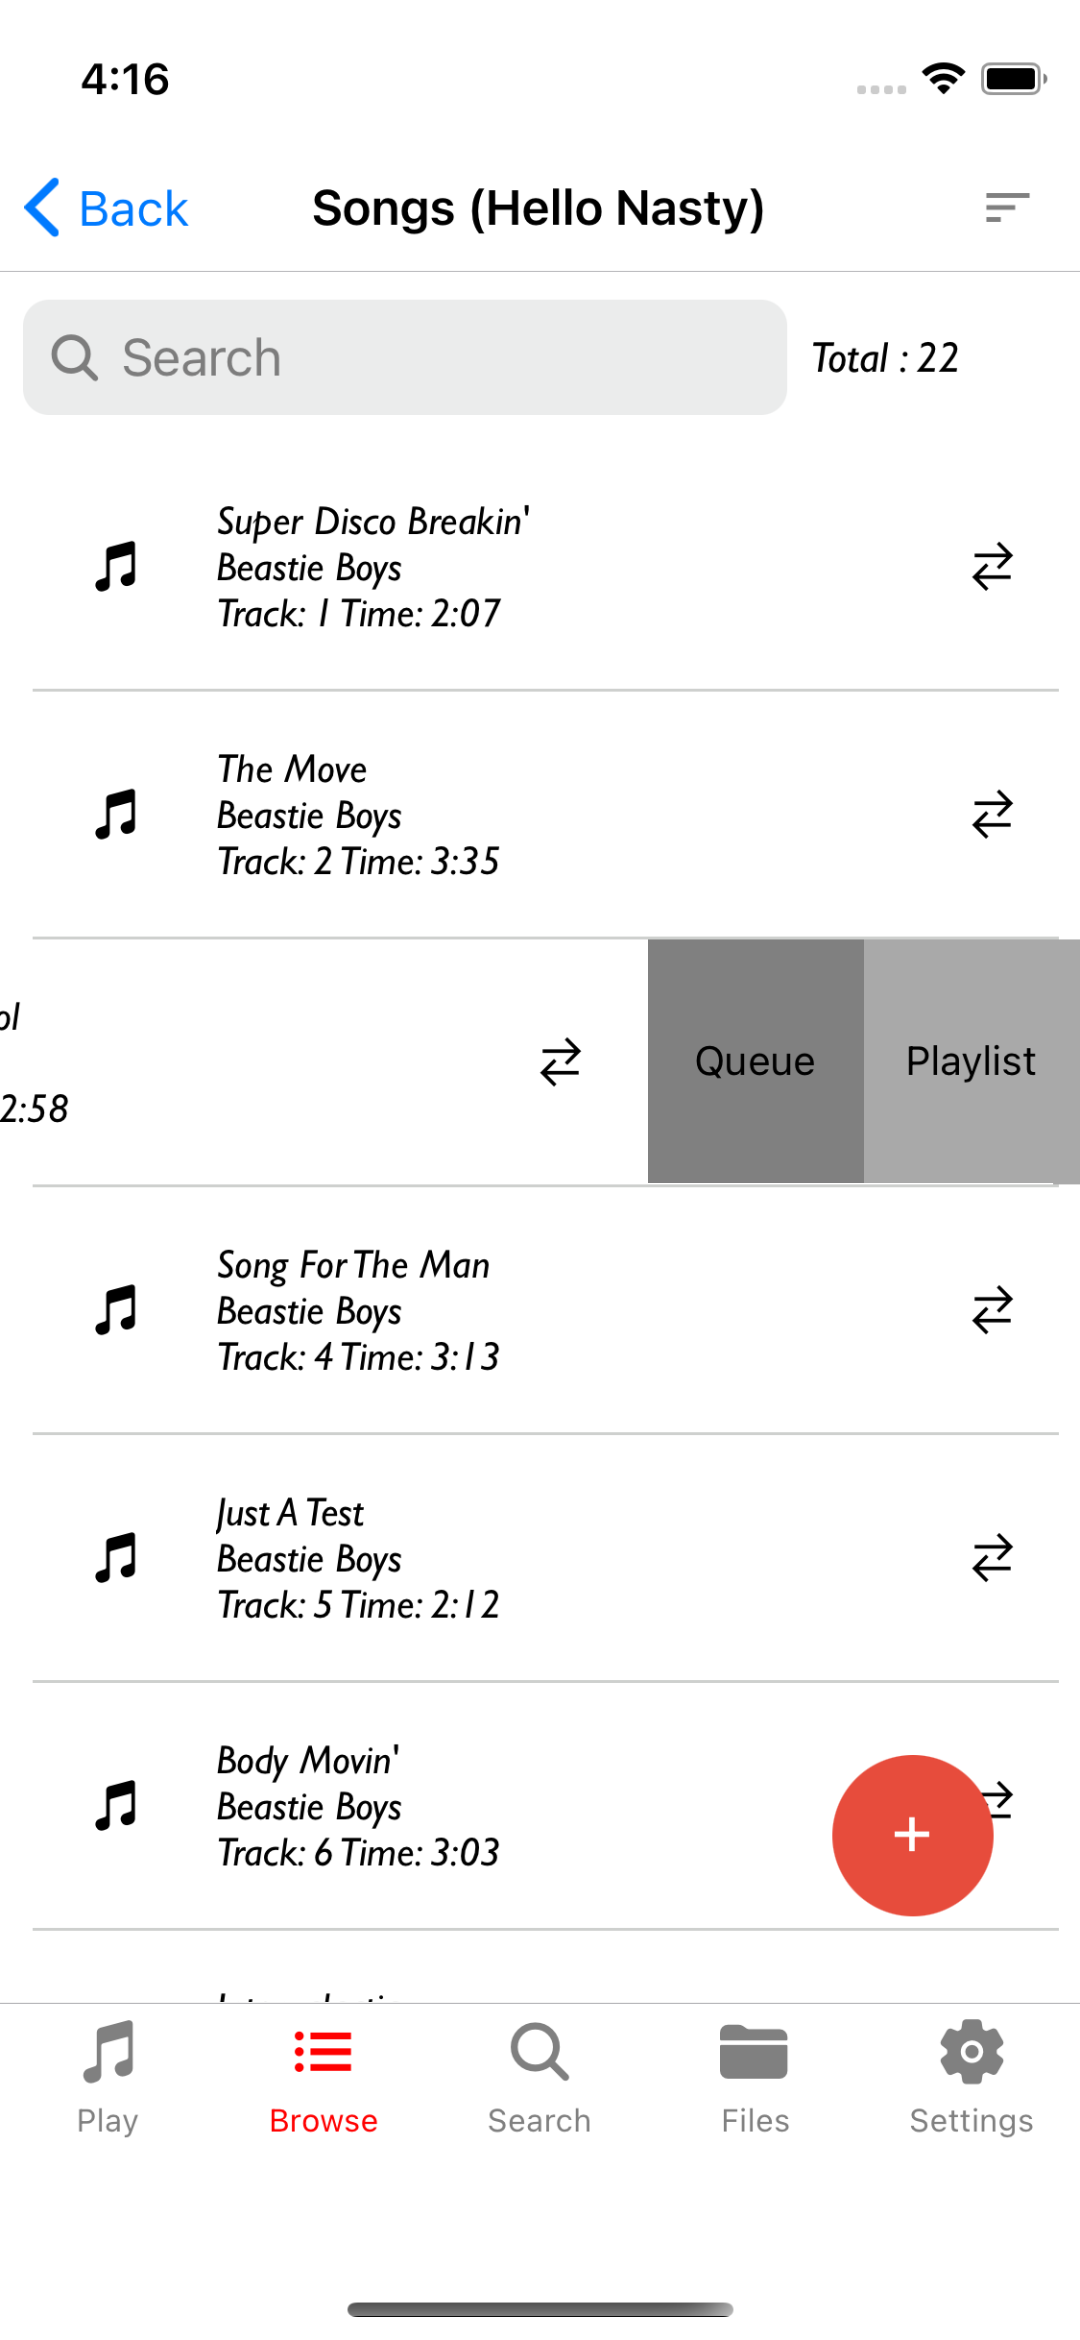 4:16
Back
Songs (Hello Nasty)
Search
Total : 22
Super Disco Breakin'
Beastie Boys
Track: 1 Time: 2:07
The Move
Beastie Boys
Track: 2 Time: 3:35
ol
2:58
Queue
Playlist
Song For The Man
Beastie Boys
Track: 4 Time: 3:13
Just A Test
Beastie Boys
Track: 5 Time: 2:12
Body Movin'
Beastie Boys
Track: 6 Time: 3:03
Play
Browse
Search
Files
Settings